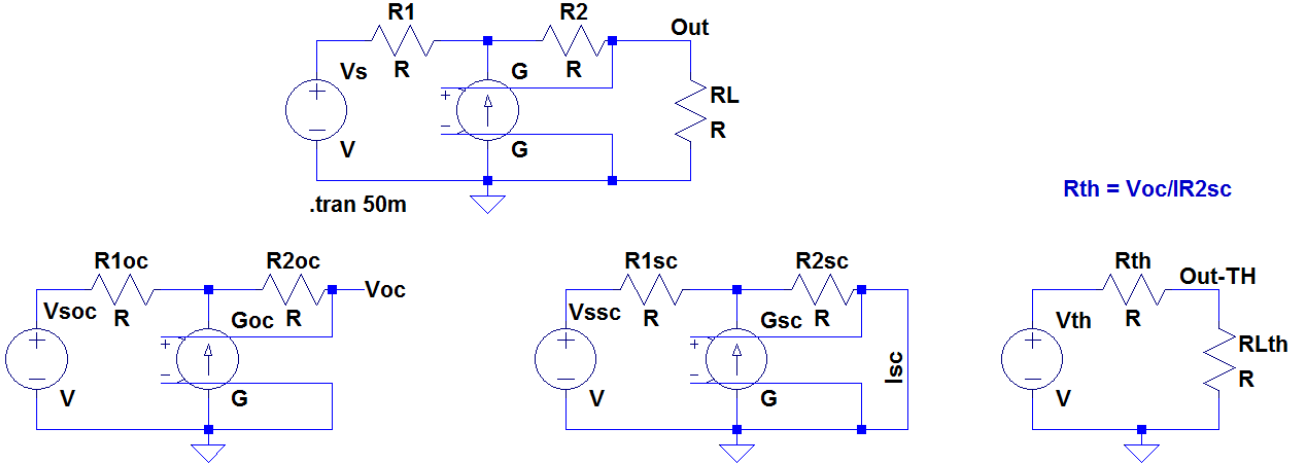 R1
R2
Out
Vs
R
G
R
RL
+
+
−
−
R
V
G
.tran 50m
Rth = Voc/IR2sc
R1oc
R2oc
R1sc
R2sc
Rth
Out-TH
Vsoc
R
Goc
R
Voc
Vssc
R
Gsc
R
Vth
R
+
+
+
+
+
RLth
−
−
−
−
−
Isc
R
V
G
V
G
V